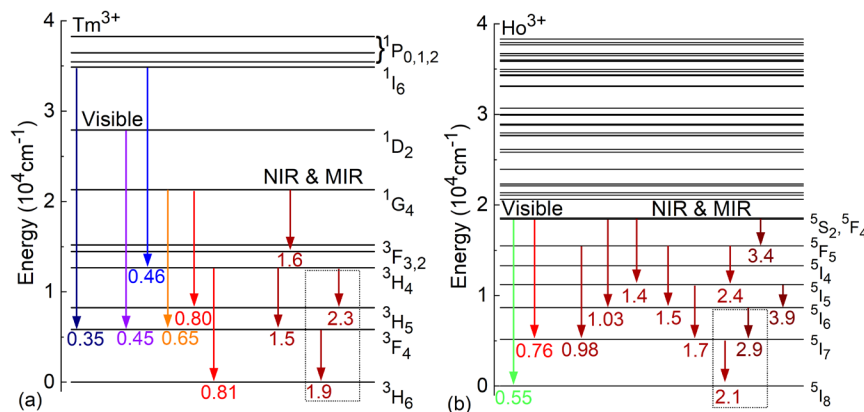 Tm3+
4
3
2
1
0
Energy (10^4cm-1)
}1P0,1,2
1I6
Visible
1D2
NIR & MIR
1G4
3F3,2
3H4
3H5
3F4
3H6
1.6
0.46
0.80
2.3
0.35
0.45
0.65
1.5
0.81
1.9
(a)
Ho3+
4
3
2
1
0
Energy (10^4cm-1)
Visible
NIR & MIR
5S2, 5F4
5F5
5I4
5I5
5I6
5I7
5I8
3.4
1.4
2.4
1.03
1.5
3.9
0.76
0.98
1.7
2.9
0.55
2.1
(b)